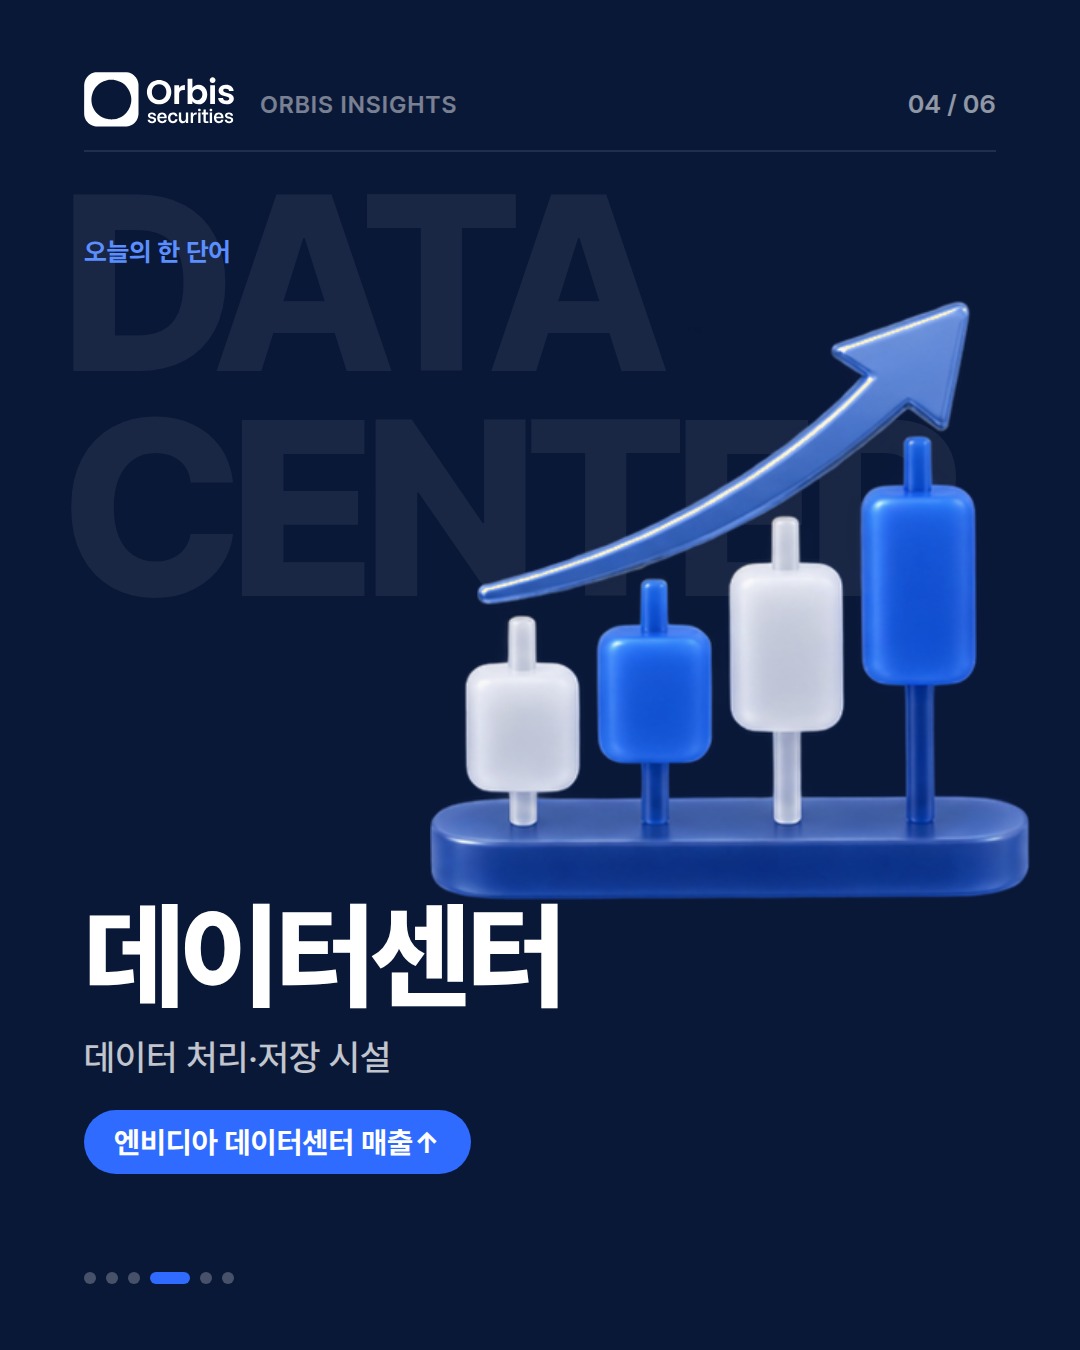 Orbis
securities
ORBIS INSIGHTS
04 / 06
DATA
오늘의 한 단어
CENTER
데이터센터
데이터 처리·저장 시설
엔비디아 데이터센터 매출↑